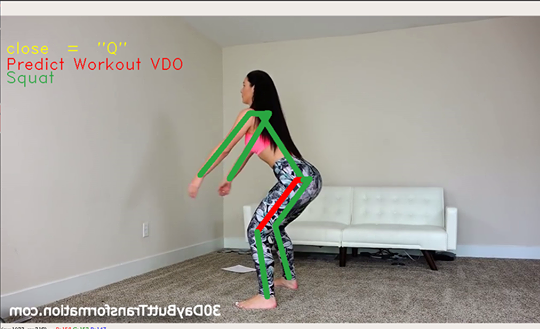 close = "Q"
Predict Workout VDO
Squat
30DayButtTransformation.com